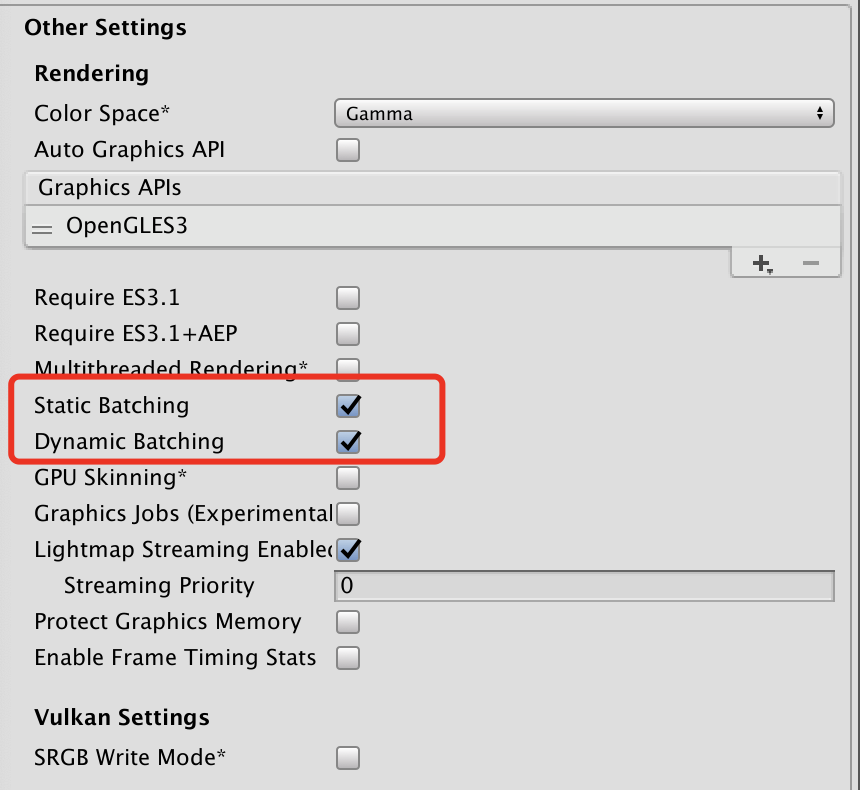 Other Settings
Rendering
Color Space*
Gamma
Auto Graphics API
Graphics APIs
OpenGLES3
Require ES3.1
Require ES3.1+AEP
Multithreaded Rendering*
Static Batching
Dynamic Batching
GPU Skinning*
Graphics Jobs (Experimental
Lightmap Streaming Enabled
Streaming Priority
0
Protect Graphics Memory
Enable Frame Timing Stats
Vulkan Settings
SRGB Write Mode*